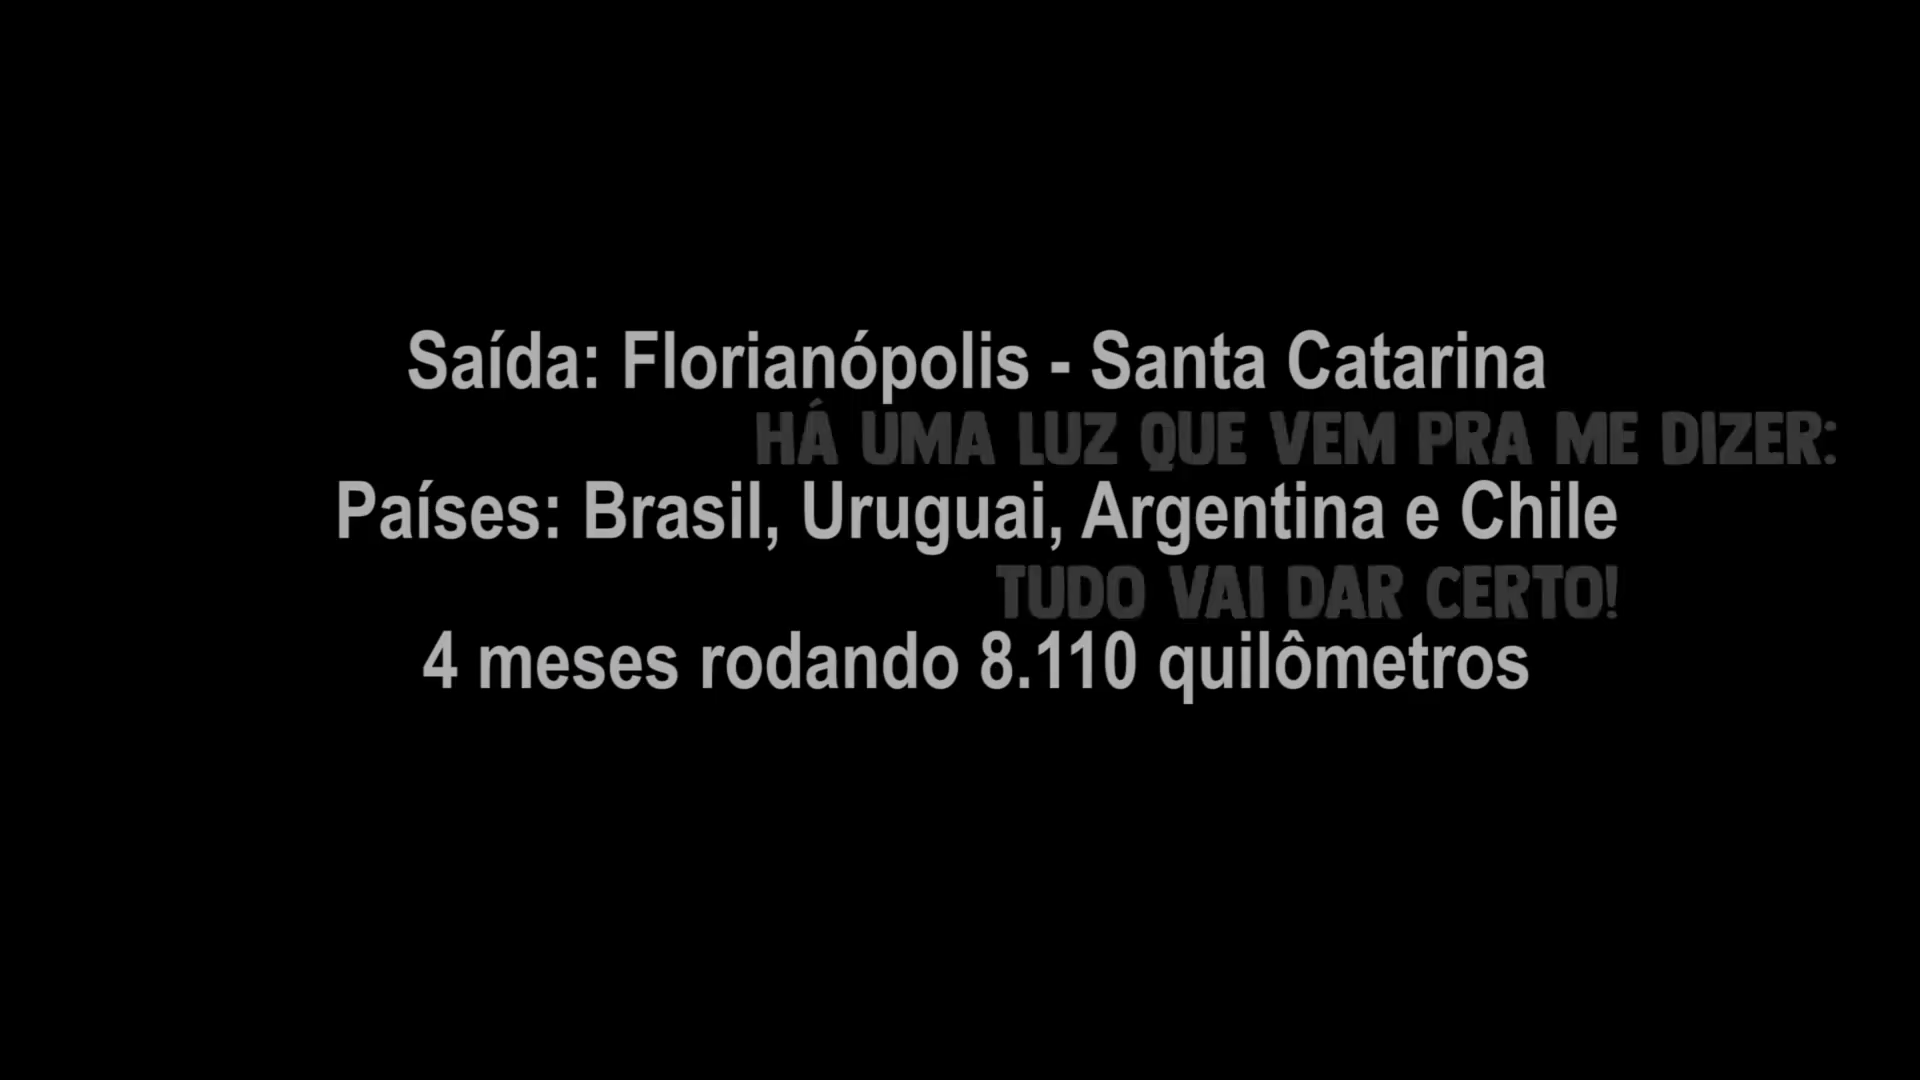 Saída: Florianópolis - Santa Catarina
HÁ UMA LUZ QUE VEM PRA ME DIZER:
Países: Brasil, Uruguai, Argentina e Chile
TUDO VAI DAR CERTO!
4 meses rodando 8.110 quilômetros